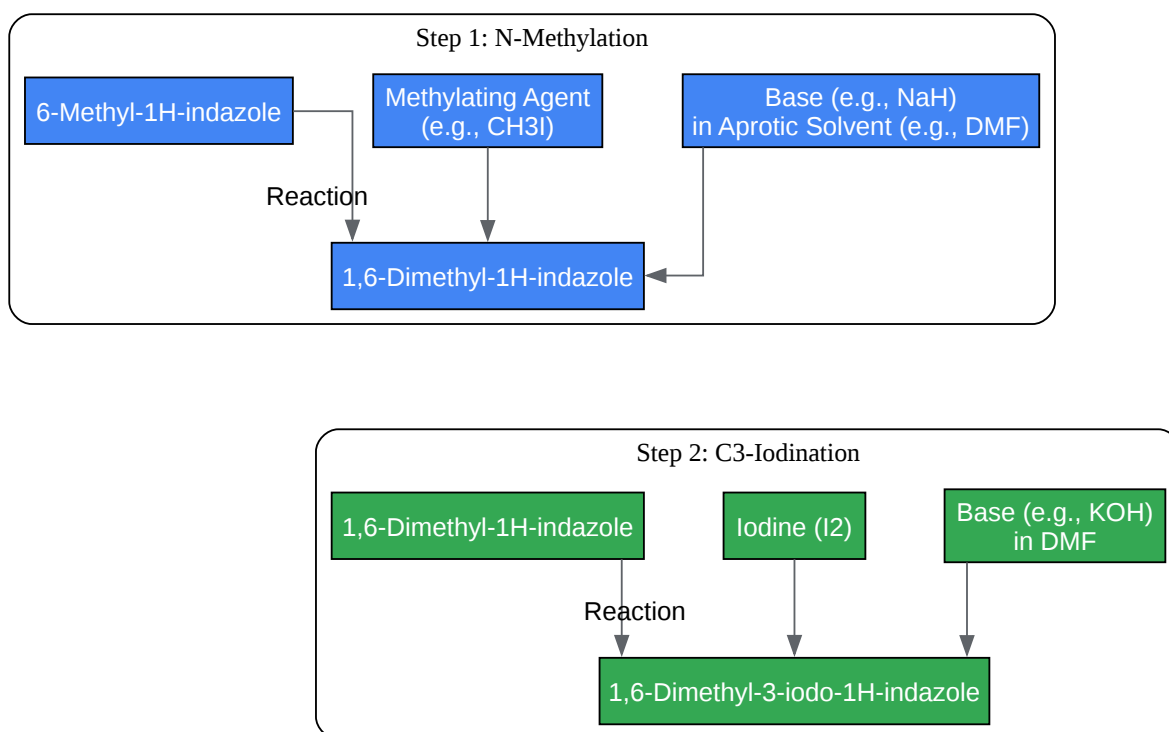 Step 1: N-Methylation
6-Methyl-1H-indazole
Methylating Agent
(e.g., CH3I)
Base (e.g., NaH)
in Aprotic Solvent (e.g., DMF)
Reaction
1,6-Dimethyl-1H-indazole
Step 2: C3-Iodination
1,6-Dimethyl-1H-indazole
Iodine (I2)
Base (e.g., KOH)
in DMF
Reaction
1,6-Dimethyl-3-iodo-1H-indazole